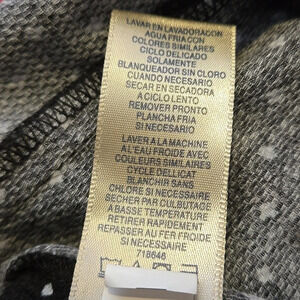 LAVAR EN LAVADORACON
AGUA FRIA CON
COLORES SIMILARES
CICLO DELICADO
SOLAMENTE
BLANQUEADOR SIN CLORO
CUANDO NECESARIO
SECAR EN SECADORA
A CICLO LENTO
REMOVER PRONTO
PLANCHA FRIA
SI NECESARIO
LAVER A LA MACHINE
A L'EAU FROIDE AVEC
COULEURS SIMILAIRES
CYCLE DELLICAT
BLANCHIR SANS
CHLORE SI NECESSAIRE
SECHER PAR CULBUTAGE
A BASSE TEMPERATURE
RETIRER RAPIDEMENT
REPASSER AU FER FROIDE
SI NECESSAIRE
718646